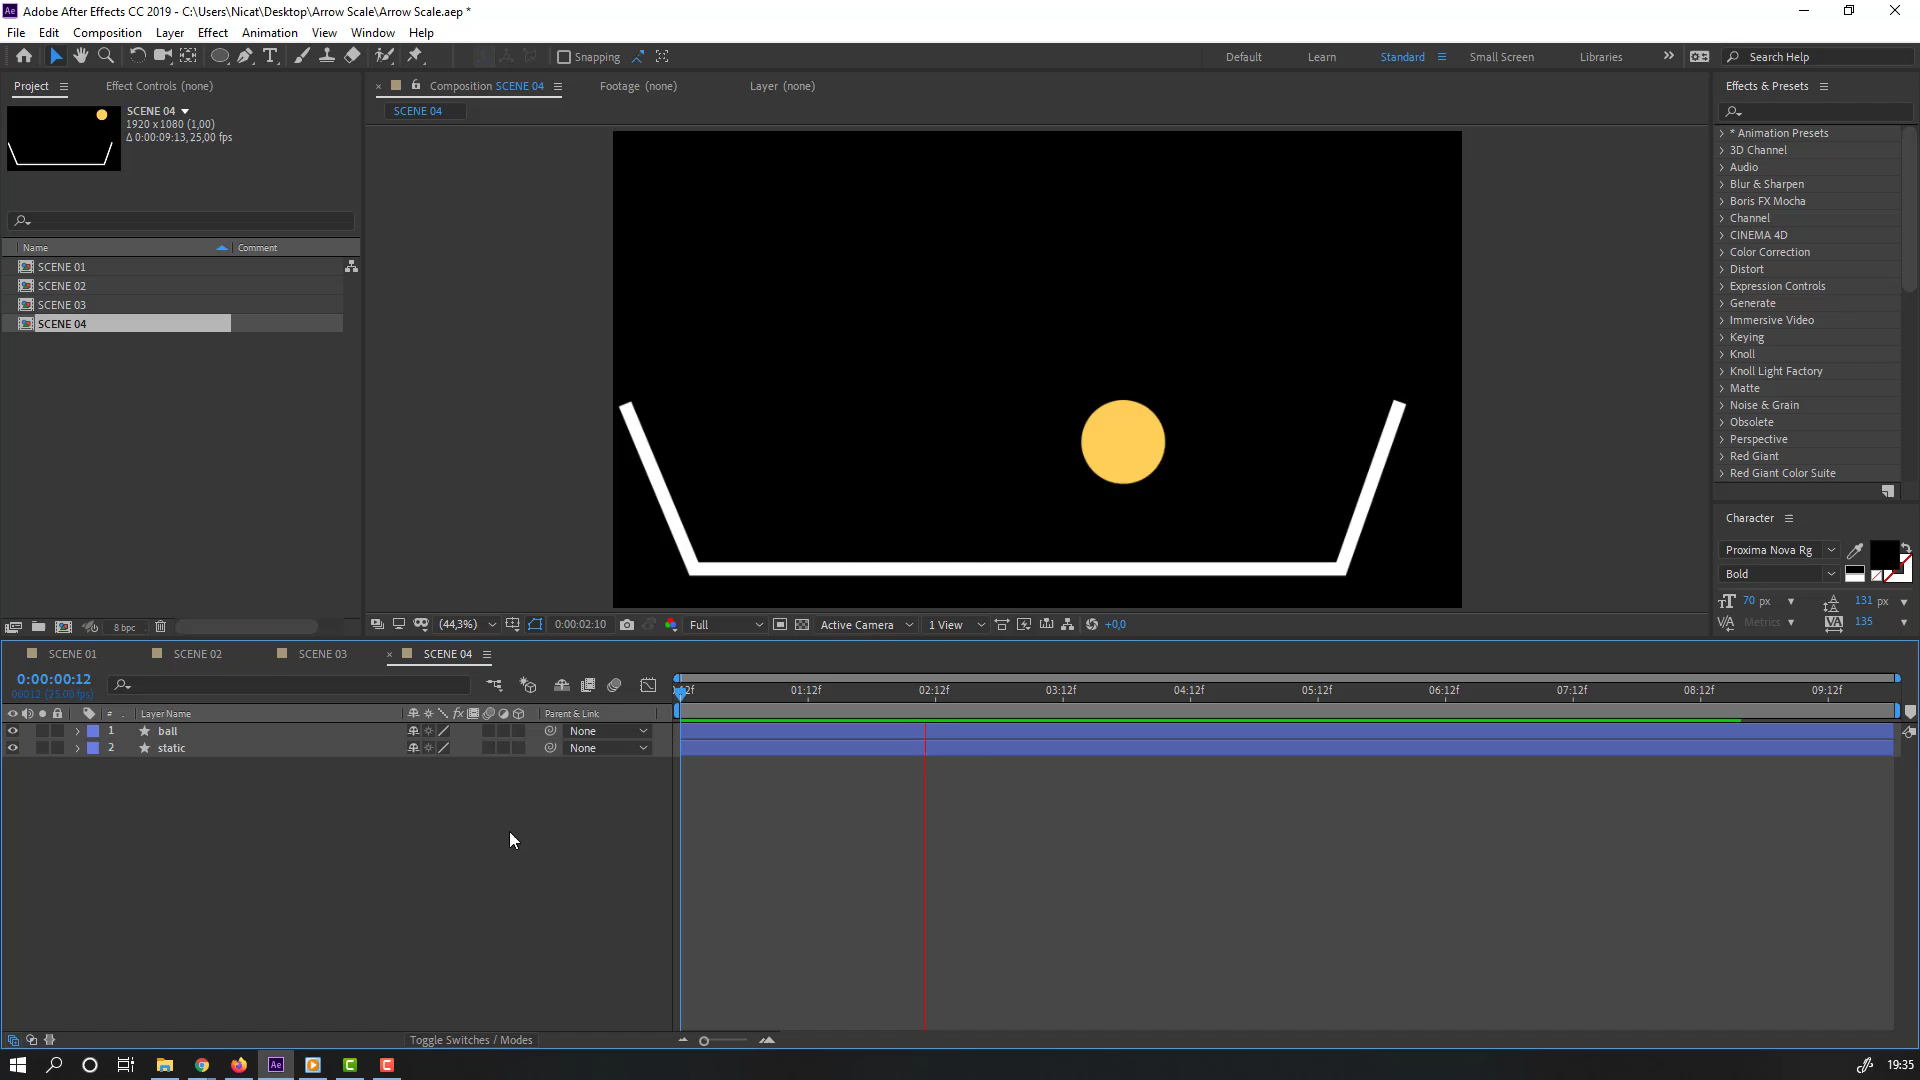 Adobe After Effects CC 2019 - C:\Users\Nicat\Desktop\Arrow Scale\Arrow Scale.aep *
File Edit Composition Layer Effect Animation View Window Help
Snapping
Default Learn Standard Small Screen Libraries
Search Help
Project
Effect Controls (none)
SCENE 04
1920 x 1080 (1,00)
Δ 0:00:09:13, 25,00 fps
Name Comment
SCENE 01
SCENE 02
SCENE 03
SCENE 04
8 bpc
Composition SCENE 04
Footage (none)
Layer (none)
SCENE 04
(44,3%) 0:00:02:10 Full Active Camera 1 View +0,0
Effects & Presets
* Animation Presets
3D Channel
Audio
Blur & Sharpen
Boris FX Mocha
Channel
CINEMA 4D
Color Correction
Distort
Expression Controls
Generate
Immersive Video
Keying
Knoll
Knoll Light Factory
Matte
Noise & Grain
Obsolete
Perspective
Red Giant
Red Giant Color Suite
Character
Proxima Nova Rg
Bold
70 px 131 px
Metrics 135
SCENE 01 SCENE 02 SCENE 03 SCENE 04
0:00:00:12
00012 (25.00 fps)
01:12f 02:12f 03:12f 04:12f 05:12f 06:12f 07:12f 08:12f 09:12f
# Layer Name Parent & Link
1 ball None
2 static None
Toggle Switches / Modes
19:35